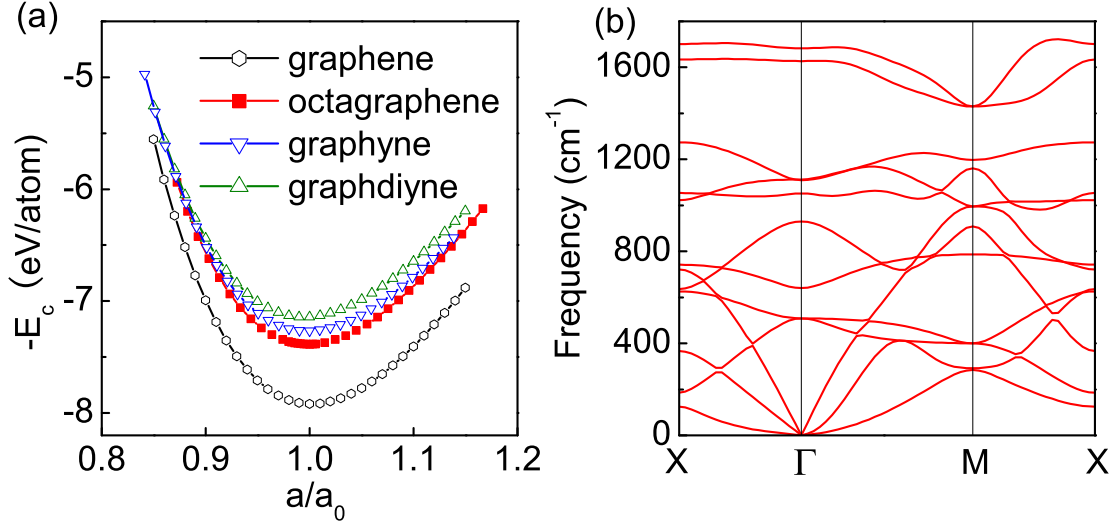 (a)
graphene
octagraphene
graphyne
graphdiyne
-5
-6
-7
-8
-E_c (eV/atom)
0.8 0.9 1.0 1.1 1.2
a/a_0
(b)
1600
1200
800
400
0
Frequency (cm^-1)
X Γ M X